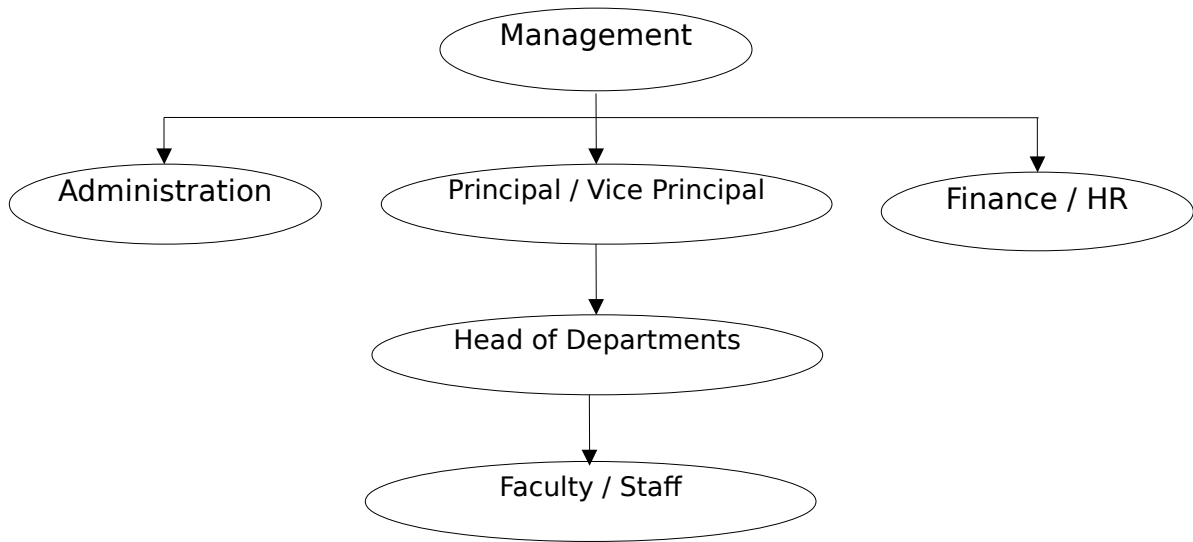 Management
Administration
Principal / Vice Principal
Finance / HR
Head of Departments
Faculty / Staff